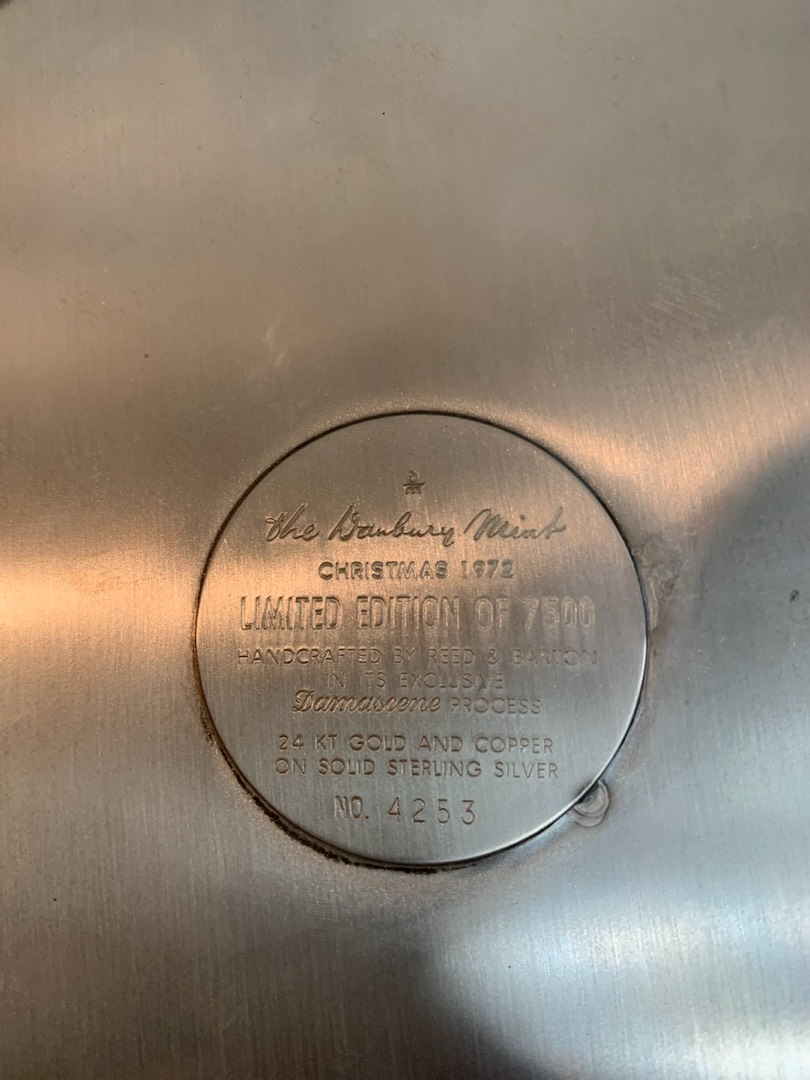 The Danbury Mint
CHRISTMAS 1972
LIMITED EDITION OF 7500
HANDCRAFTED BY REED & BARTON
IN ITS EXCLUSIVE
Damascene PROCESS
24 KT GOLD AND COPPER
ON SOLID STERLING SILVER
NO. 4253